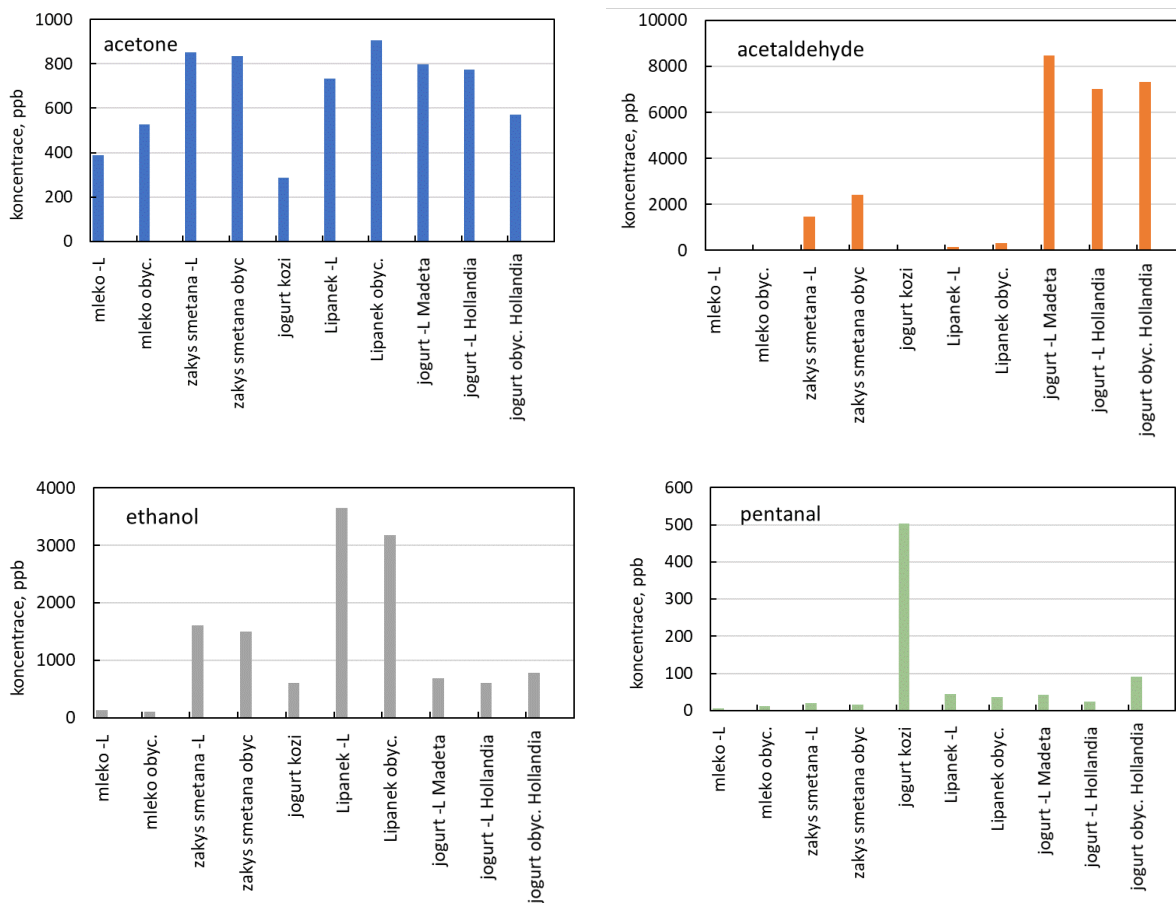 acetone
koncentrace, ppb
1000
800
600
400
200
0
mleko -L
mleko obyc.
zakys smetana -L
zakys smetana obyc
jogurt kozi
Lipanek -L
Lipanek obyc.
jogurt -L Madeta
jogurt -L Hollandia
jogurt obyc. Hollandia
acetaldehyde
koncentrace, ppb
10000
8000
6000
4000
2000
0
mleko -L
mleko obyc.
zakys smetana -L
zakys smetana obyc
jogurt kozi
Lipanek -L
Lipanek obyc.
jogurt -L Madeta
jogurt -L Hollandia
jogurt obyc. Hollandia
ethanol
koncentrace, ppb
4000
3000
2000
1000
0
mleko -L
mleko obyc.
zakys smetana -L
zakys smetana obyc
jogurt kozi
Lipanek -L
Lipanek obyc.
jogurt -L Madeta
jogurt -L Hollandia
jogurt obyc. Hollandia
pentanal
koncentrace, ppb
600
500
400
300
200
100
0
mleko -L
mleko obyc.
zakys smetana -L
zakys smetana obyc
jogurt kozi
Lipanek -L
Lipanek obyc.
jogurt -L Madeta
jogurt -L Hollandia
jogurt obyc. Hollandia